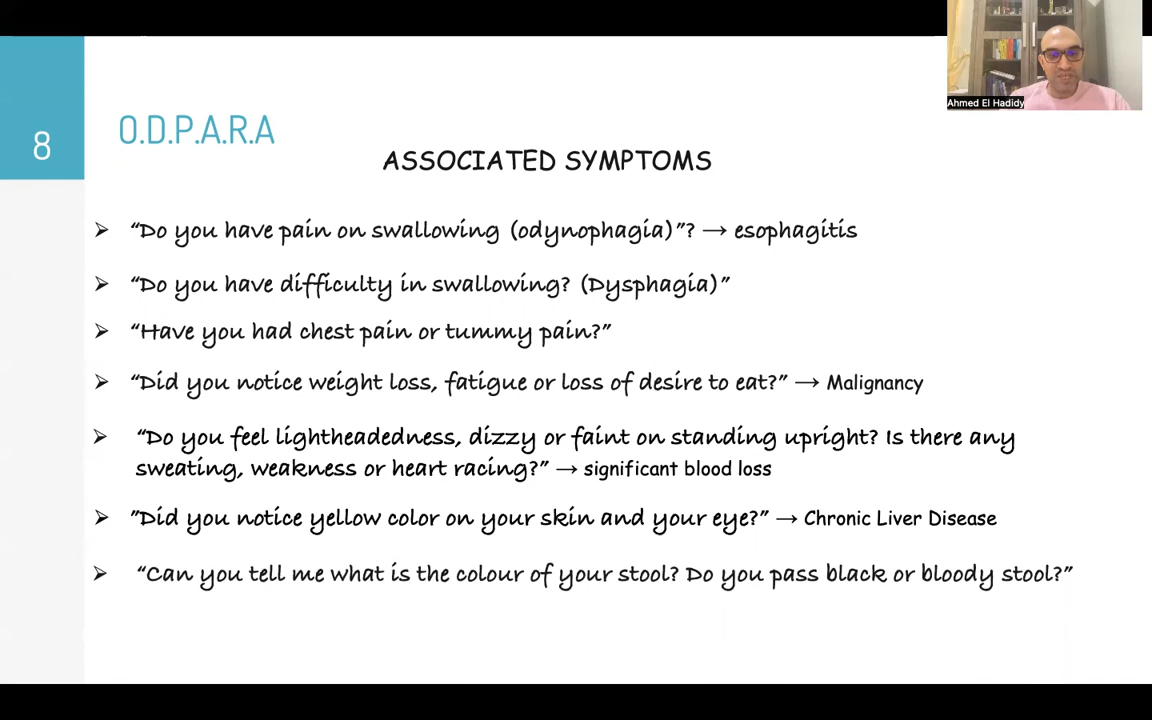 Ahmed El Hadidy
8
O.D.P.A.R.A
ASSOCIATED SYMPTOMS
➢ “Do you have pain on swallowing (odynophagia)”? → esophagitis
➢ “Do you have difficulty in swallowing? (Dysphagia)”
➢ “Have you had chest pain or tummy pain?”
➢ “Did you notice weight loss, fatigue or loss of desire to eat?” → Malignancy
➢ “Do you feel lightheadedness, dizzy or faint on standing upright? Is there any
sweating, weakness or heart racing?” → significant blood loss
➢ ”Did you notice yellow color on your skin and your eye?” → Chronic Liver Disease
➢ “Can you tell me what is the colour of your stool? Do you pass black or bloody stool?”